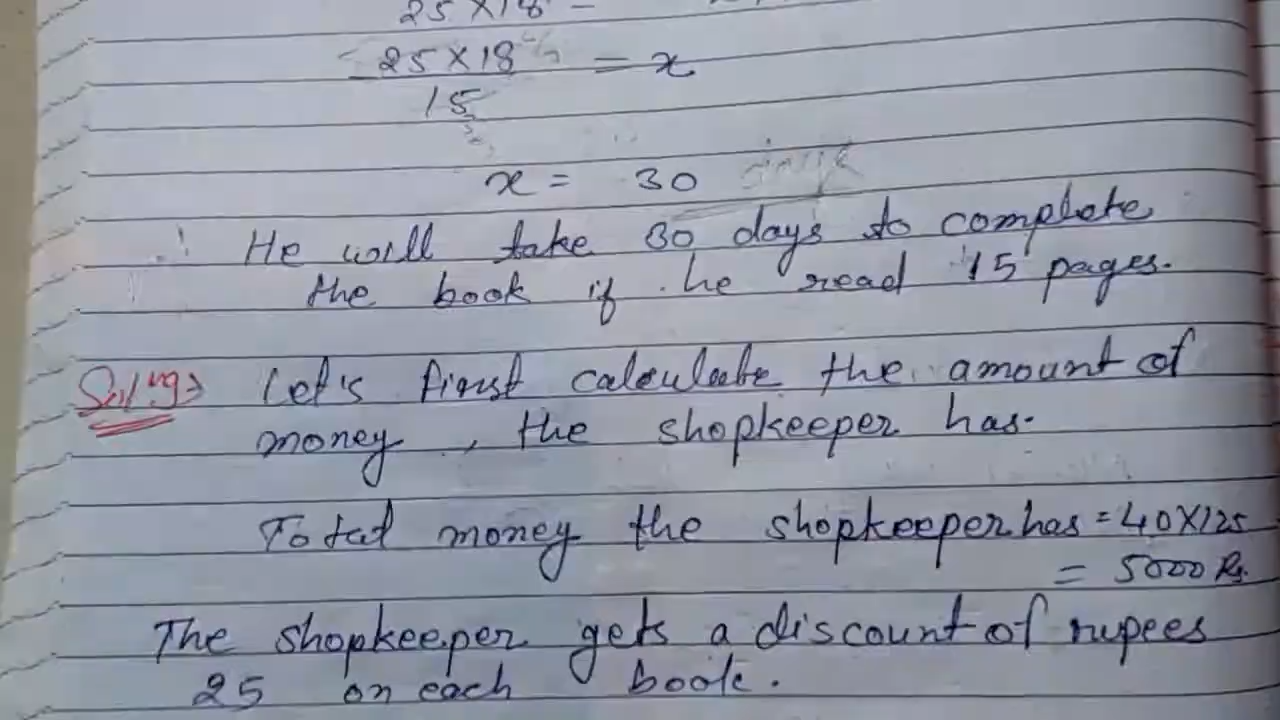 25 X 18 =
25 X 18 = x
15
x = 30
∴ He will take 30 days to complete
the book if he read 15 pages.
Let's first calculate the amount of
money, the shopkeeper has.
Total money the shopkeeper has = 40 X 125
= 5000 Rs.
The shopkeeper gets a discount of rupees
25 on each book.